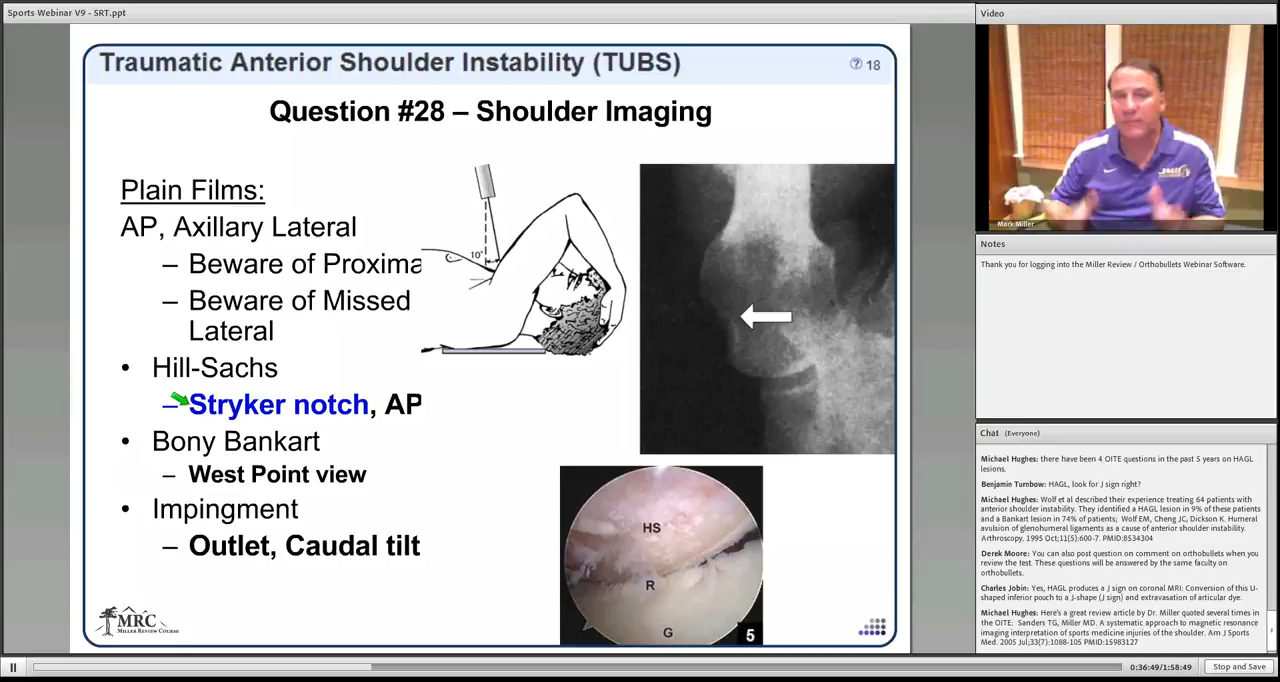 Sports Webinar V9 - SRT.ppt
Traumatic Anterior Shoulder Instability (TUBS)
? 18
Question #28 – Shoulder Imaging
Plain Films:
AP, Axillary Lateral
– Beware of Proxima
– Beware of Missed
Lateral
• Hill-Sachs
– Stryker notch, AP
• Bony Bankart
– West Point view
• Impingment
– Outlet, Caudal tilt
10°
HS
R
G
5
MRC
MILLER REVIEW COURSE
Video
JMU
Mark Miller
Notes
Thank you for logging into the Miller Review / Orthobullets Webinar Software.
Chat (Everyone)
Michael Hughes: there have been 4 OITE questions in the past 5 years on HAGL
lesions.
Benjamin Turnbow: HAGL, look for J sign right?
Michael Hughes: Wolf et al described their experience treating 64 patients with
anterior shoulder instability. They identified a HAGL lesion in 9% of these patients
and a Bankart lesion in 74% of patients; Wolf EM, Cheng JC, Dickson K. Humeral
avulsion of glenohumeral ligaments as a cause of anterior shoulder instability.
Arthroscopy. 1995 Oct;11(5):600-7. PMID:8534304
Derek Moore: You can also post question on comment on orthobullets when you
review the test. These questions will be answered by the same faculty on
orthobullets.
Charles Jobin: Yes, HAGL produces a J sign on coronal MRI: Conversion of this U-
shaped inferior pouch to a J-shape (J sign) and extravasation of articular dye.
Michael Hughes: Here's a great review article by Dr. Miller quoted several times in
the OITE: Sanders TG, Miller MD. A systematic approach to magnetic resonance
imaging interpretation of sports medicine injuries of the shoulder. Am J Sports
Med. 2005 Jul;33(7):1088-105 PMID:15983127
0:36:49/1:58:49
Stop and Save